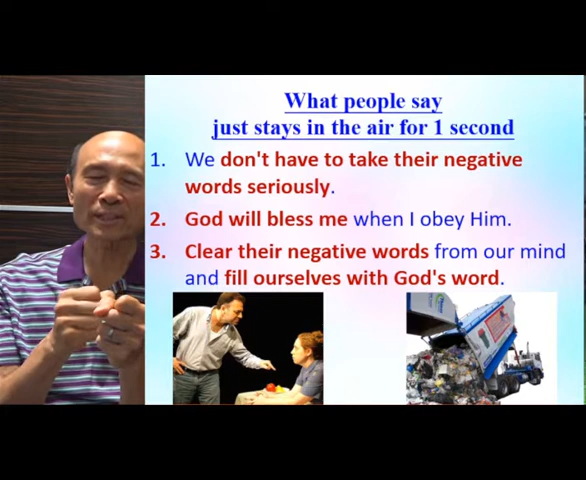 What people say
just stays in the air for 1 second
1. We don't have to take their negative
words seriously.
2. God will bless me when I obey Him.
3. Clear their negative words from our mind
and fill ourselves with God's word.